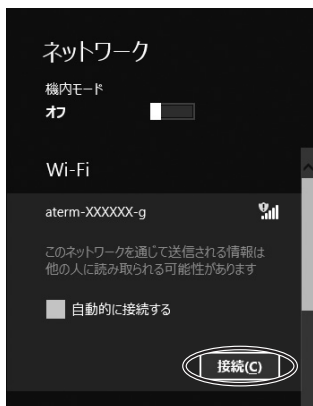 ネットワーク
機内モード
オフ
Wi-Fi
aterm-XXXXXX-g
このネットワークを通じて送信される情報は
他の人に読み取られる可能性があります
自動的に接続する
接続(C)